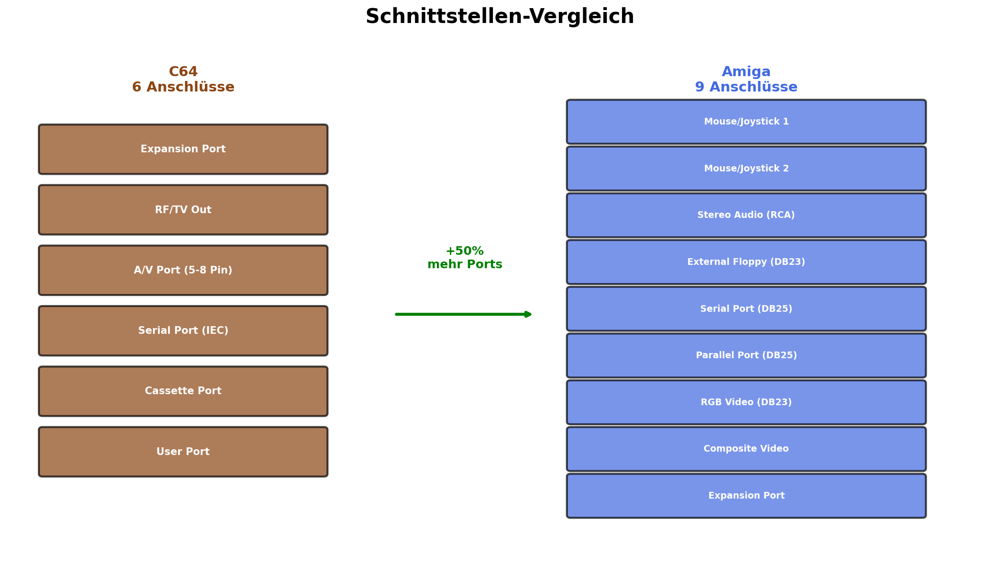 Schnittstellen-Vergleich
C64
6 Anschlüsse
Expansion Port
RF/TV Out
A/V Port (5-8 Pin)
Serial Port (IEC)
Cassette Port
User Port
+50%
mehr Ports
Amiga
9 Anschlüsse
Mouse/Joystick 1
Mouse/Joystick 2
Stereo Audio (RCA)
External Floppy (DB23)
Serial Port (DB25)
Parallel Port (DB25)
RGB Video (DB23)
Composite Video
Expansion Port